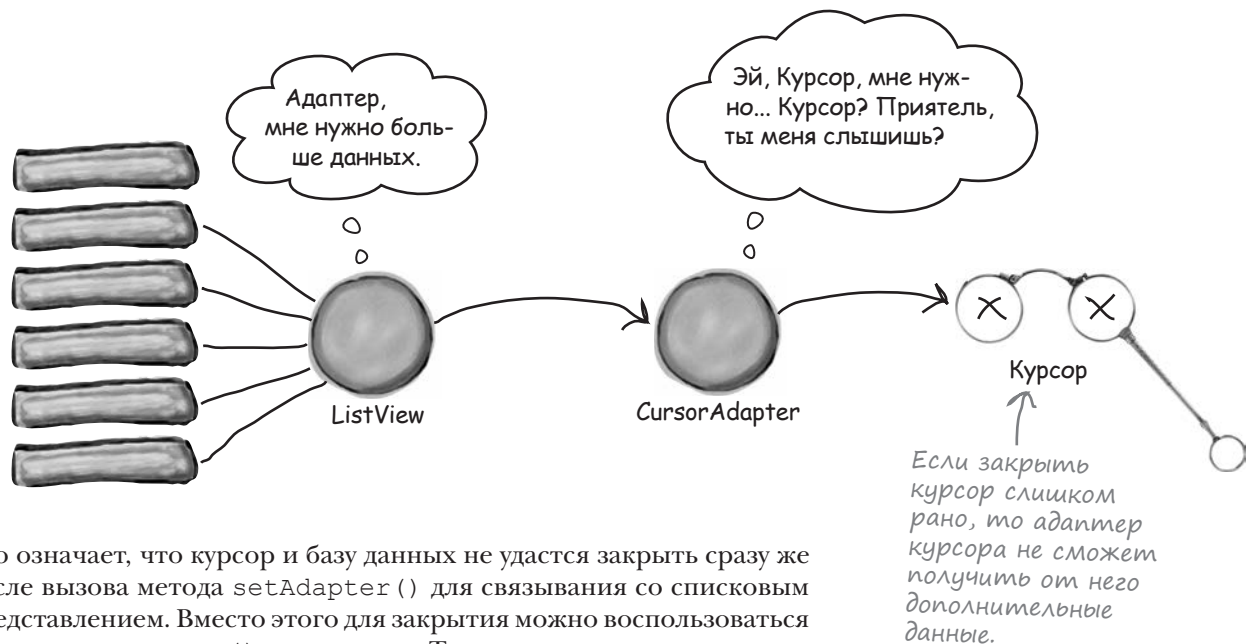 Адаптер,
мне нужно боль-
ше данных.
Эй, Курсор, мне нуж-
но... Курсор? Приятель,
ты меня слышишь?
ListView
CursorAdapter
Курсор
Если закрыть
курсор слишком
рано, то адаптер
курсора не сможет
получить от него
дополнительные
данные.
о означает, что курсор и базу данных не удастся закрыть сразу же
сле вызова метода setAdapter() для связывания со списковым
едставлением. Вместо этого для закрытия можно воспользоваться